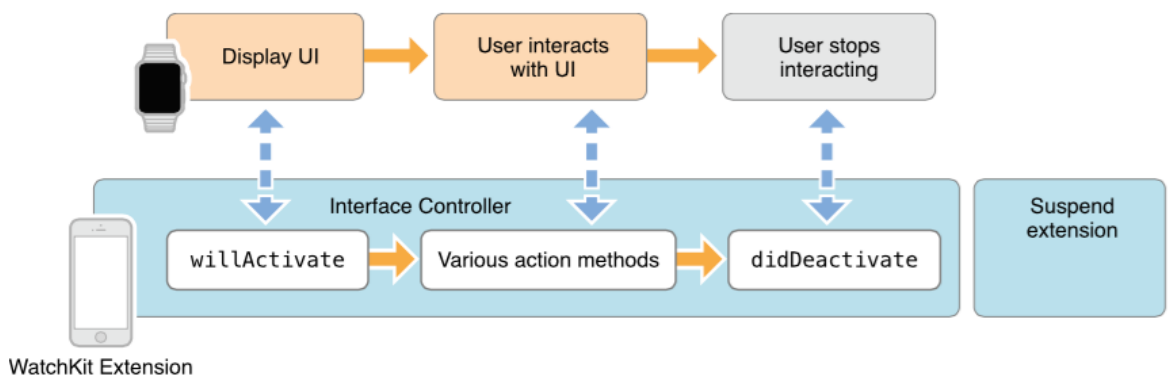 Display UI
User interacts
with UI
User stops
interacting
Interface Controller
Suspend
extension
willActivate
Various action methods
didDeactivate
WatchKit Extension